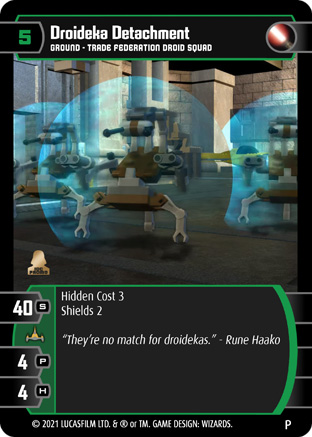 5
Droideka Detachment
GROUND - TRADE FEDERATION DROID SQUAD
Hidden Cost 3
40 S
Shields 2
“They’re no match for droidekas.” - Rune Haako
4 P
4 H
© 2021 LUCASFILM LTD. & ® or TM. GAME DESIGN: WIZARDS.
P